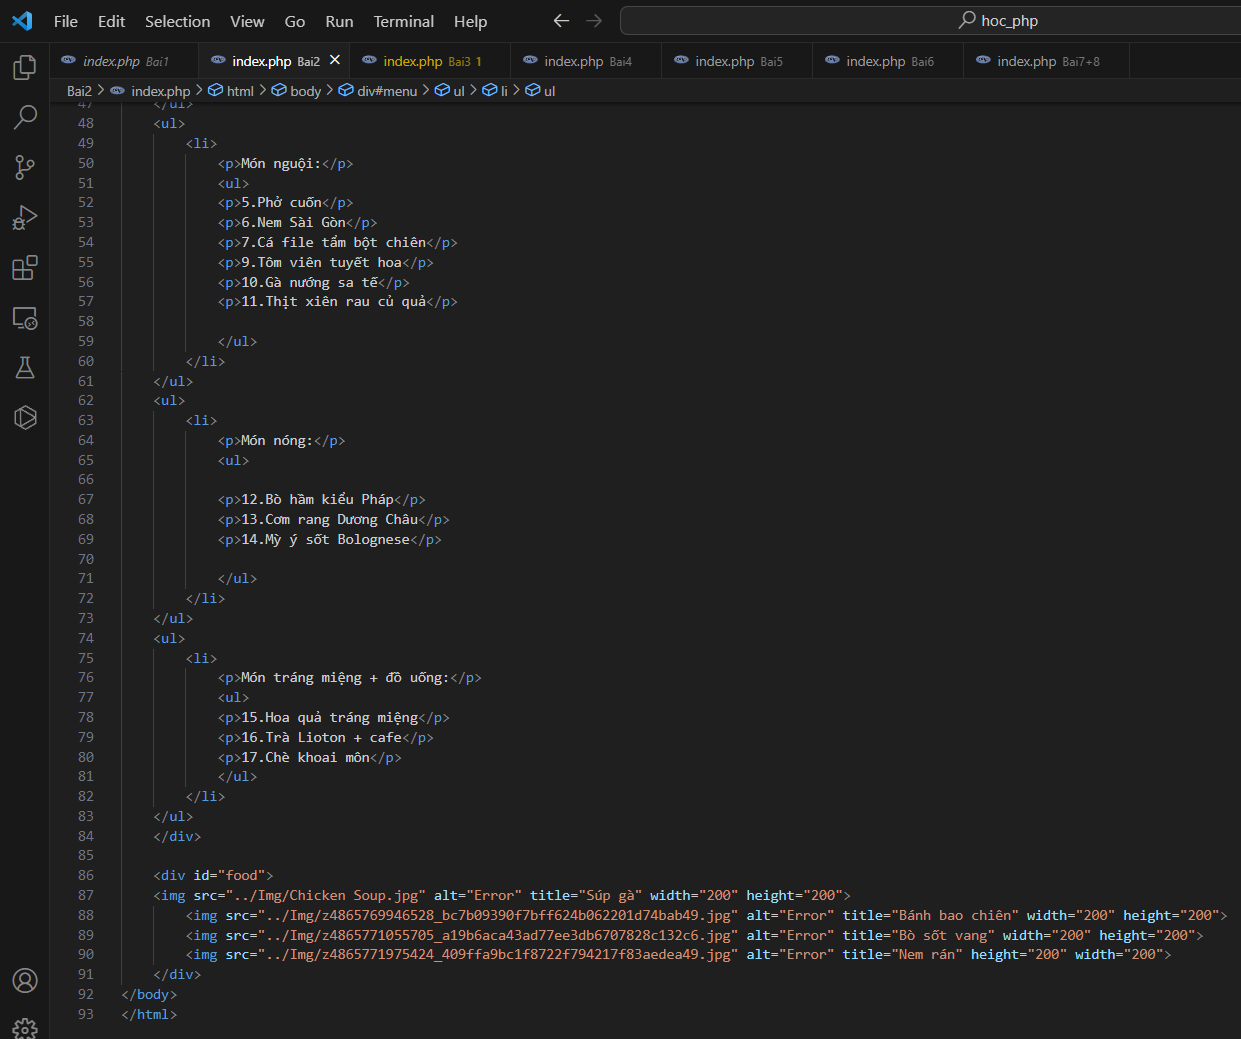 File Edit Selection View Go Run Terminal Help hoc_php
index.php Bai1 index.php Bai2 index.php Bai3 1 index.php Bai4 index.php Bai5 index.php Bai6 index.php Bai7+8
Bai2 > index.php > html > body > div#menu > ul > li > ul
47 </ul>
48 <ul>
49 <li>
50 <p>Món nguội:</p>
51 <ul>
52 <p>5.Phở cuốn</p>
53 <p>6.Nem Sài Gòn</p>
54 <p>7.Cá file tẩm bột chiên</p>
55 <p>9.Tôm viên tuyết hoa</p>
56 <p>10.Gà nướng sa tế</p>
57 <p>11.Thịt xiên rau củ quả</p>
58
59 </ul>
60 </li>
61 </ul>
62 <ul>
63 <li>
64 <p>Món nóng:</p>
65 <ul>
66
67 <p>12.Bò hầm kiểu Pháp</p>
68 <p>13.Cơm rang Dương Châu</p>
69 <p>14.Mỳ ý sốt Bolognese</p>
70
71 </ul>
72 </li>
73 </ul>
74 <ul>
75 <li>
76 <p>Món tráng miệng + đồ uống:</p>
77 <ul>
78 <p>15.Hoa quả tráng miệng</p>
79 <p>16.Trà Lioton + cafe</p>
80 <p>17.Chè khoai môn</p>
81 </ul>
82 </li>
83 </ul>
84 </div>
85
86 <div id="food">
87 <img src="../Img/Chicken Soup.jpg" alt="Error" title="Súp gà" width="200" height="200">
88 <img src="../Img/z4865769946528_bc7b09390f7bff624b062201d74bab49.jpg" alt="Error" title="Bánh bao chiên" width="200" height="200">
89 <img src="../Img/z4865771055705_a19b6aca43ad77ee3db6707828c132c6.jpg" alt="Error" title="Bò sốt vang" width="200" height="200">
90 <img src="../Img/z4865771975424_409ffa9bc1f8722f794217f83aedea49.jpg" alt="Error" title="Nem rán" height="200" width="200">
91 </div>
92 </body>
93 </html>